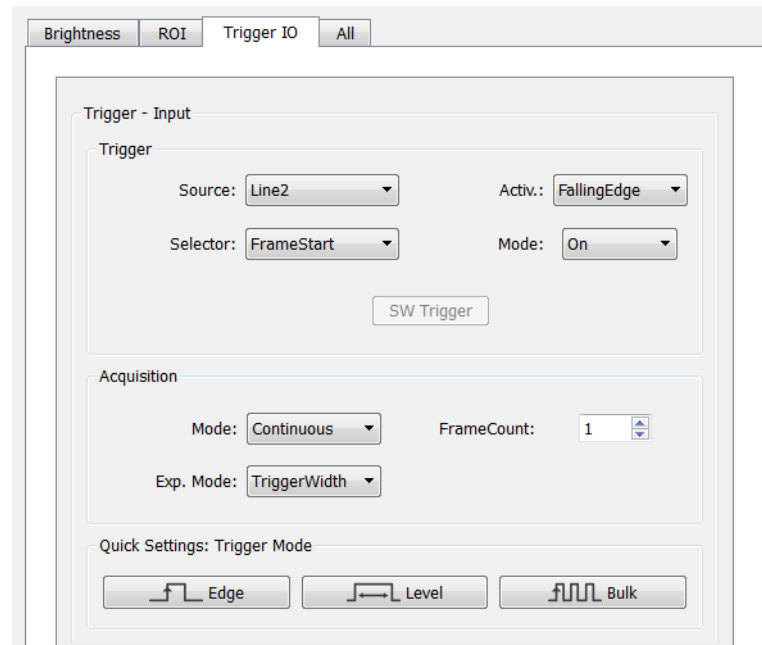 Brightness ROI Trigger IO All
Trigger - Input
Trigger
Source: Line2 Activ.: FallingEdge
Selector: FrameStart Mode: On
SW Trigger
Acquisition
Mode: Continuous FrameCount: 1
Exp. Mode: TriggerWidth
Quick Settings: Trigger Mode
Edge Level Bulk